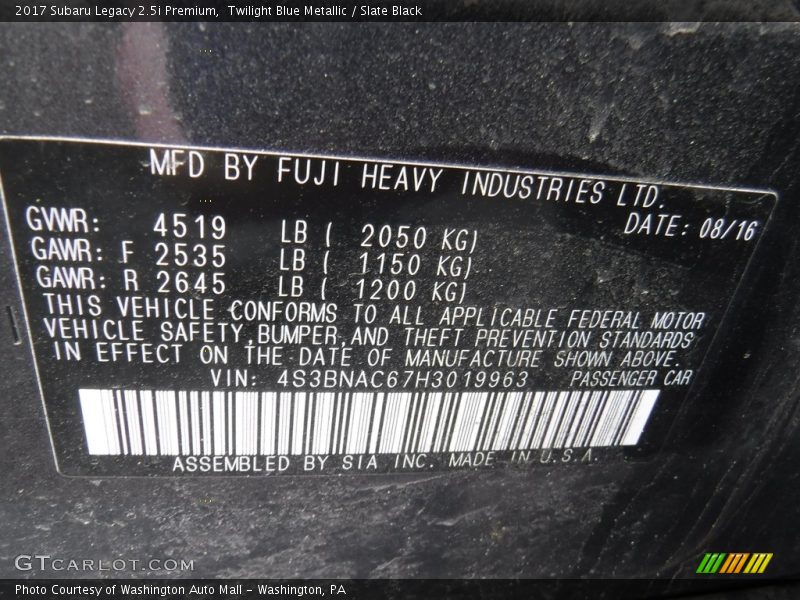 2017 Subaru Legacy 2.5i Premium,  Twilight Blue Metallic / Slate Black
MFD BY FUJI HEAVY INDUSTRIES LTD.
DATE: 08/16
GVWR: 4519 LB ( 2050 KG)
GAWR: F 2535 LB ( 1150 KG)
GAWR: R 2645 LB ( 1200 KG)
THIS VEHICLE CONFORMS TO ALL APPLICABLE FEDERAL MOTOR
VEHICLE SAFETY,BUMPER,AND THEFT PREVENTION STANDARDS
IN EFFECT ON THE DATE OF MANUFACTURE SHOWN ABOVE.
VIN: 4S3BNAC67H3019963 PASSENGER CAR
ASSEMBLED BY SIA INC. MADE IN U.S.A.
GTCARLOT.COM
Photo Courtesy of Washington Auto Mall - Washington, PA